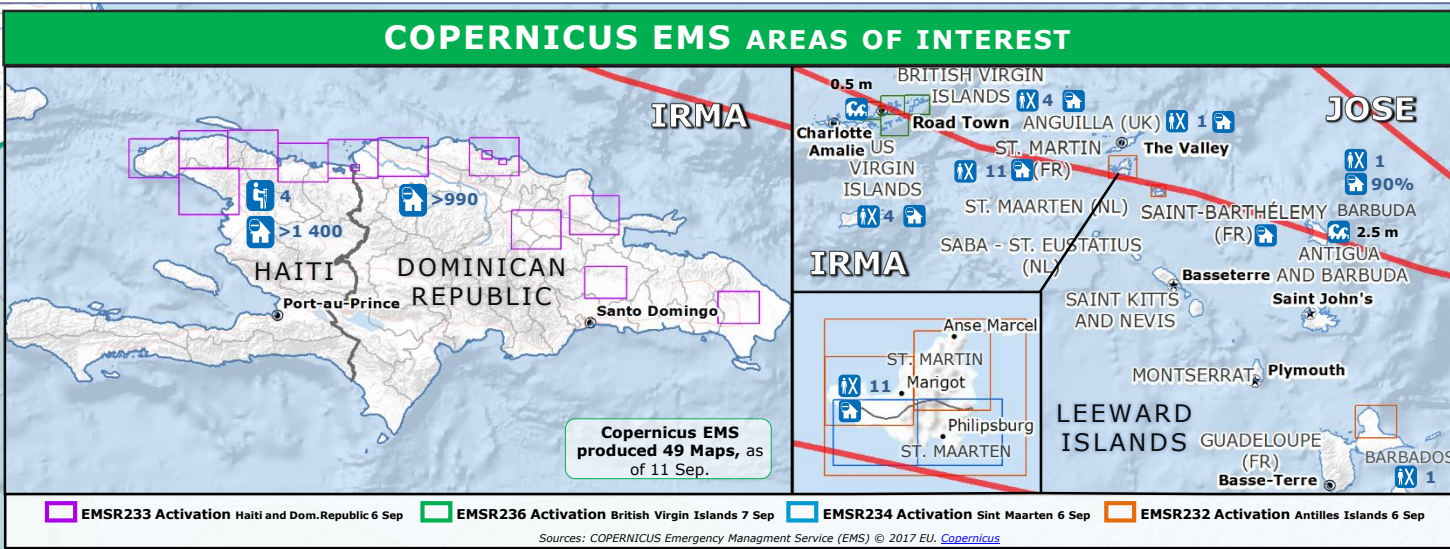 COPERNICUS EMS AREAS OF INTEREST
IRMA
4
>1 400
>990
HAITI
DOMINICAN
REPUBLIC
Port-au-Prince
Santo Domingo
Copernicus EMS
produced 49 Maps, as
of 11 Sep.
0.5 m
BRITISH VIRGIN
ISLANDS
4
JOSE
Charlotte
Amalie
Road Town
ANGUILLA (UK)
1
The Valley
US
VIRGIN
ISLANDS
4
ST. MARTIN
(FR)
11
1
90%
ST. MAARTEN (NL)
SAINT-BARTHÉLEMY
(FR)
BARBUDA
2.5 m
IRMA
SABA - ST. EUSTATIUS
(NL)
ANTIGUA
AND BARBUDA
Basseterre
SAINT KITTS
AND NEVIS
Saint John's
Anse Marcel
ST. MARTIN
11
Marigot
Philipsburg
ST. MAARTEN
MONTSERRAT
Plymouth
LEEWARD
ISLANDS
GUADELOUPE
(FR)
Basse-Terre
BARBADOS
1
EMSR233 Activation Haiti and Dom.Republic 6 Sep
EMSR236 Activation British Virgin Islands 7 Sep
EMSR234 Activation Sint Maarten 6 Sep
EMSR232 Activation Antilles Islands 6 Sep
Sources: COPERNICUS Emergency Managment Service (EMS) © 2017 EU. Copernicus